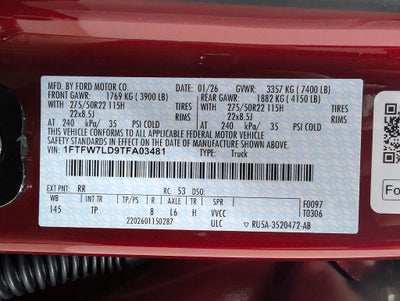 MFD. BY FORD MOTOR CO. 01/26 GVWR: 3357 KG ( 7400 LB)
FRONT GAWR: 1769 KG ( 3900 LB) REAR GAWR: 1882 KG ( 4150 LB)
WITH 275/50R22 115H TIRES WITH 275/50R22 115H TIRES
22x8.5J RIMS 22x8.5J RIMS
AT 240 kPa/ 35 PSI COLD AT 240 kPa/ 35 PSI COLD
THIS VEHICLE CONFORMS TO ALL APPLICABLE FEDERAL MOTOR VEHICLE
SAFETY STANDARDS IN EFFECT ON THE DATE OF MANUFACTURE SHOWN ABOVE.
VIN: 1FTFW7LD9TFA03481 TYPE: Truck
EXT PNT: RR RC: 53 DSO: F0097
WB INT TR TP/PS R AXLE TR SPR T0306
145 TP 8 L6 H VVCC
2202601150287 ULC RU5A-3520472-AB
Fo